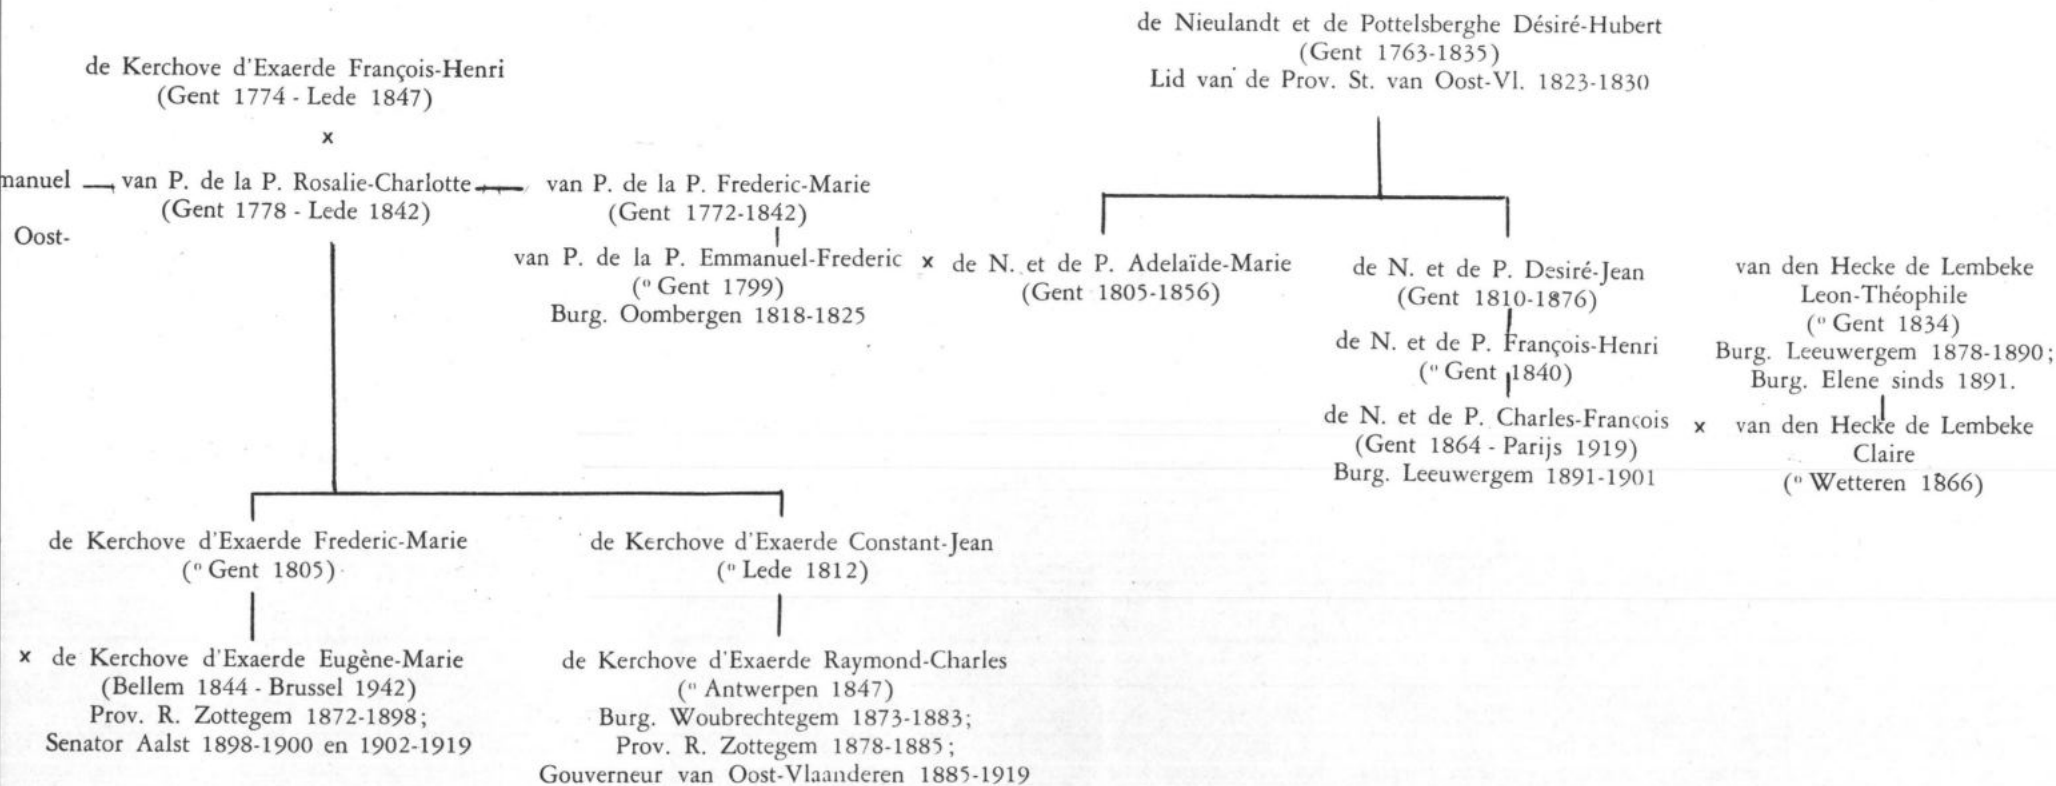 de Kerchove d'Exaerde François-Henri
(Gent 1774 - Lede 1847)
x
manuel
van P. de la P. Rosalie-Charlotte
(Gent 1778 - Lede 1842)
Oost-
van P. de la P. Frederic-Marie
(Gent 1772-1842)
van P. de la P. Emmanuel-Frederic x de N. et de P. Adelaïde-Marie
(° Gent 1799)
Burg. Oombergen 1818-1825
(Gent 1805-1856)
de Nieulandt et de Pottelsberghe Désiré-Hubert
(Gent 1763-1835)
Lid van de Prov. St. van Oost-Vl. 1823-1830
de N. et de P. Desiré-Jean
(Gent 1810-1876)
de N. et de P. François-Henri
(° Gent 1840)
de N. et de P. Charles-François x
(Gent 1864 - Parijs 1919)
Burg. Leeuwergem 1891-1901
van den Hecke de Lembeke
Leon-Théophile
(° Gent 1834)
Burg. Leeuwergem 1878-1890;
Burg. Elene sinds 1891.
van den Hecke de Lembeke
Claire
(° Wetteren 1866)
de Kerchove d'Exaerde Frederic-Marie
(° Gent 1805)
x de Kerchove d'Exaerde Eugène-Marie
(Bellem 1844 - Brussel 1942)
Prov. R. Zottegem 1872-1898;
Senator Aalst 1898-1900 en 1902-1919
de Kerchove d'Exaerde Constant-Jean
(° Lede 1812)
de Kerchove d'Exaerde Raymond-Charles
(° Antwerpen 1847)
Burg. Woubrechtegem 1873-1883;
Prov. R. Zottegem 1878-1885;
Gouverneur van Oost-Vlaanderen 1885-1919